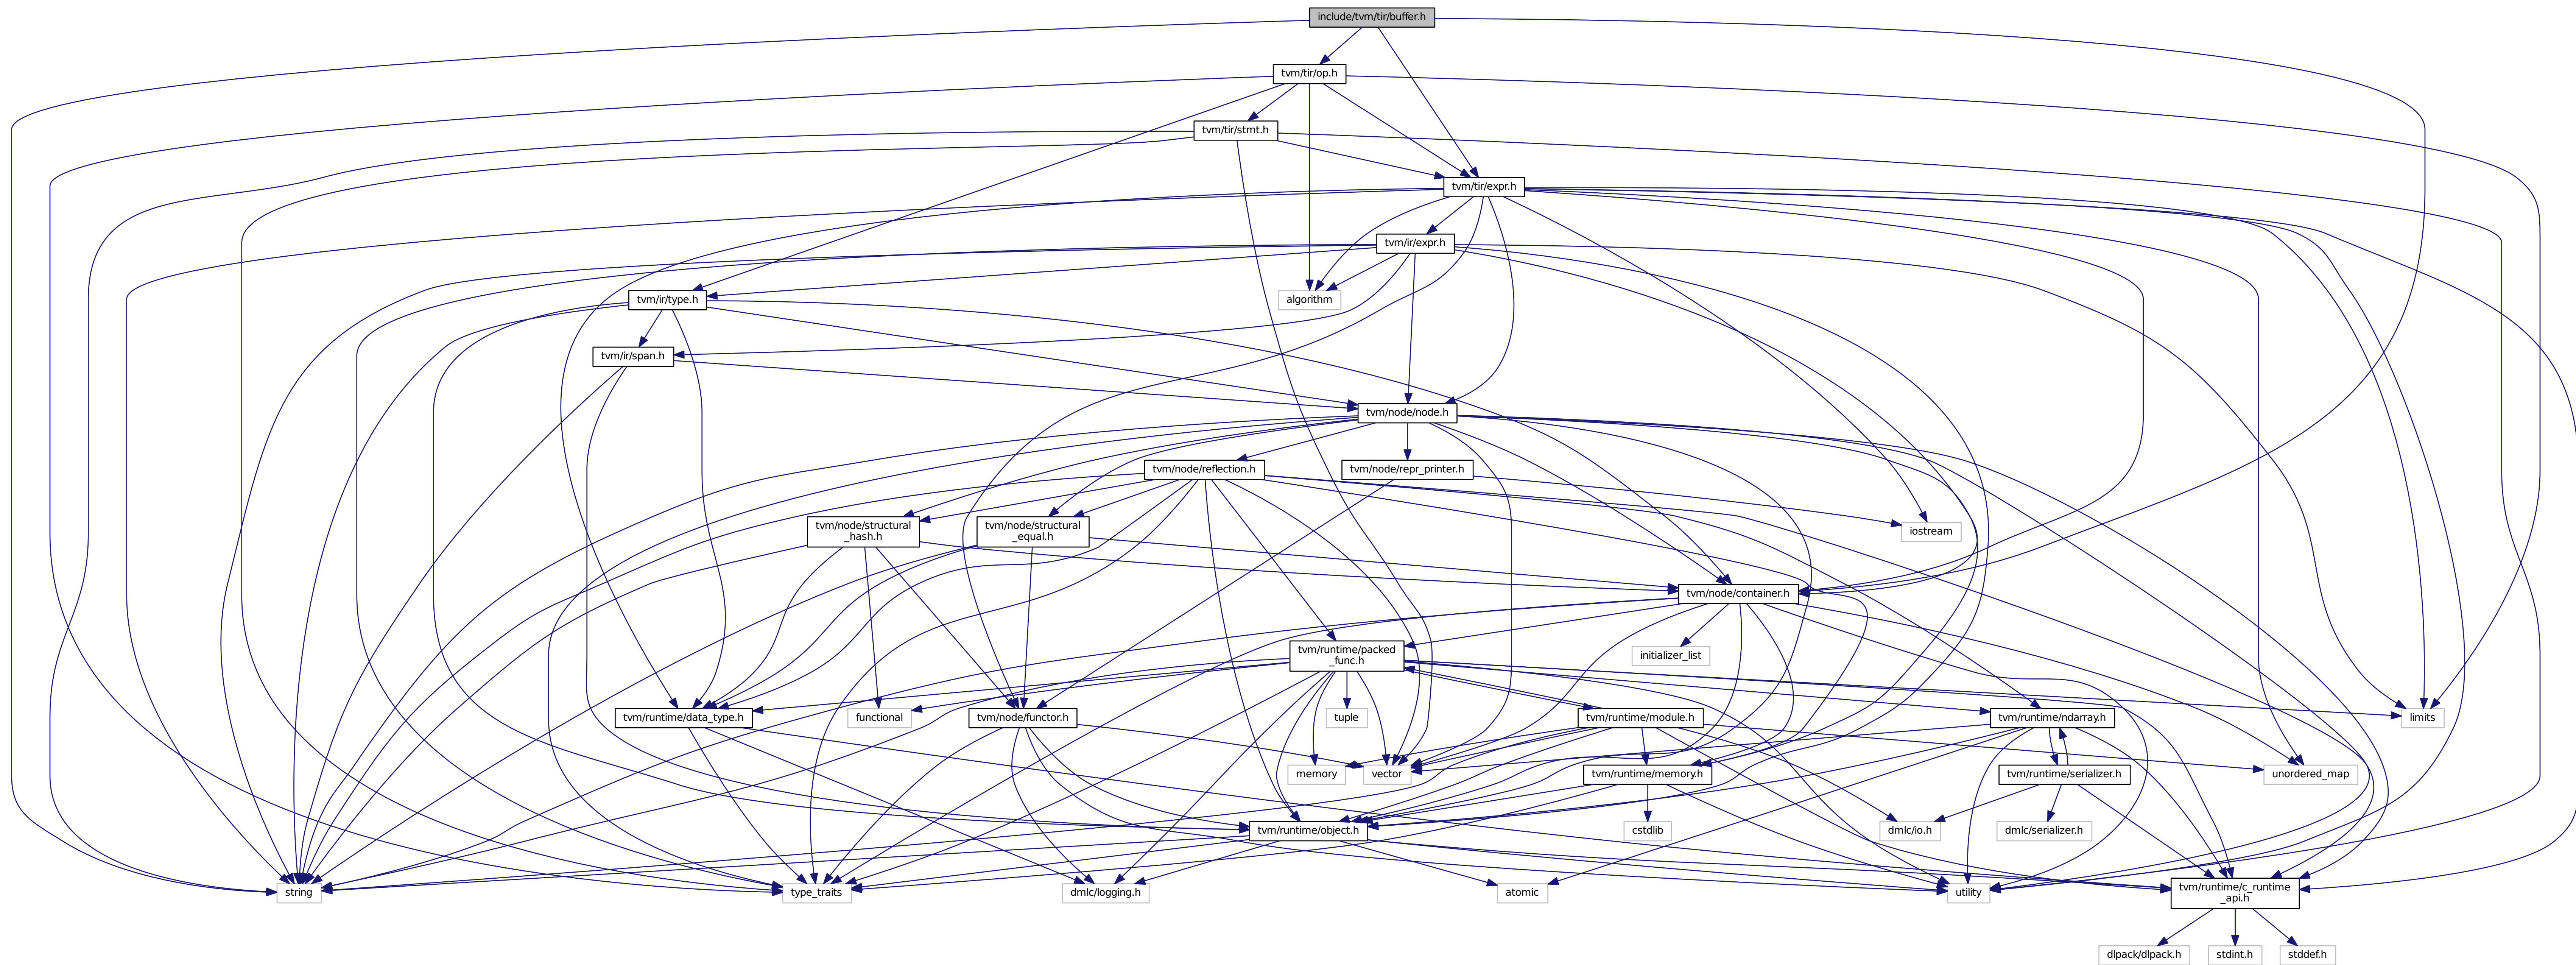 include/tvm/tir/buffer.h
tvm/tir/op.h
tvm/tir/stmt.h
tvm/tir/expr.h
tvm/ir/expr.h
tvm/ir/type.h
algorithm
tvm/ir/span.h
tvm/node/node.h
tvm/node/reflection.h
tvm/node/repr_printer.h
tvm/node/structural
_hash.h
tvm/node/structural
_equal.h
iostream
tvm/node/container.h
tvm/runtime/packed
_func.h
initializer_list
tvm/runtime/data_type.h
functional
tvm/node/functor.h
tuple
tvm/runtime/module.h
tvm/runtime/ndarray.h
limits
memory
vector
tvm/runtime/memory.h
tvm/runtime/serializer.h
unordered_map
tvm/runtime/object.h
cstdlib
dmlc/io.h
dmlc/serializer.h
string
type_traits
dmlc/logging.h
atomic
utility
tvm/runtime/c_runtime
_api.h
dlpack/dlpack.h
stdint.h
stddef.h